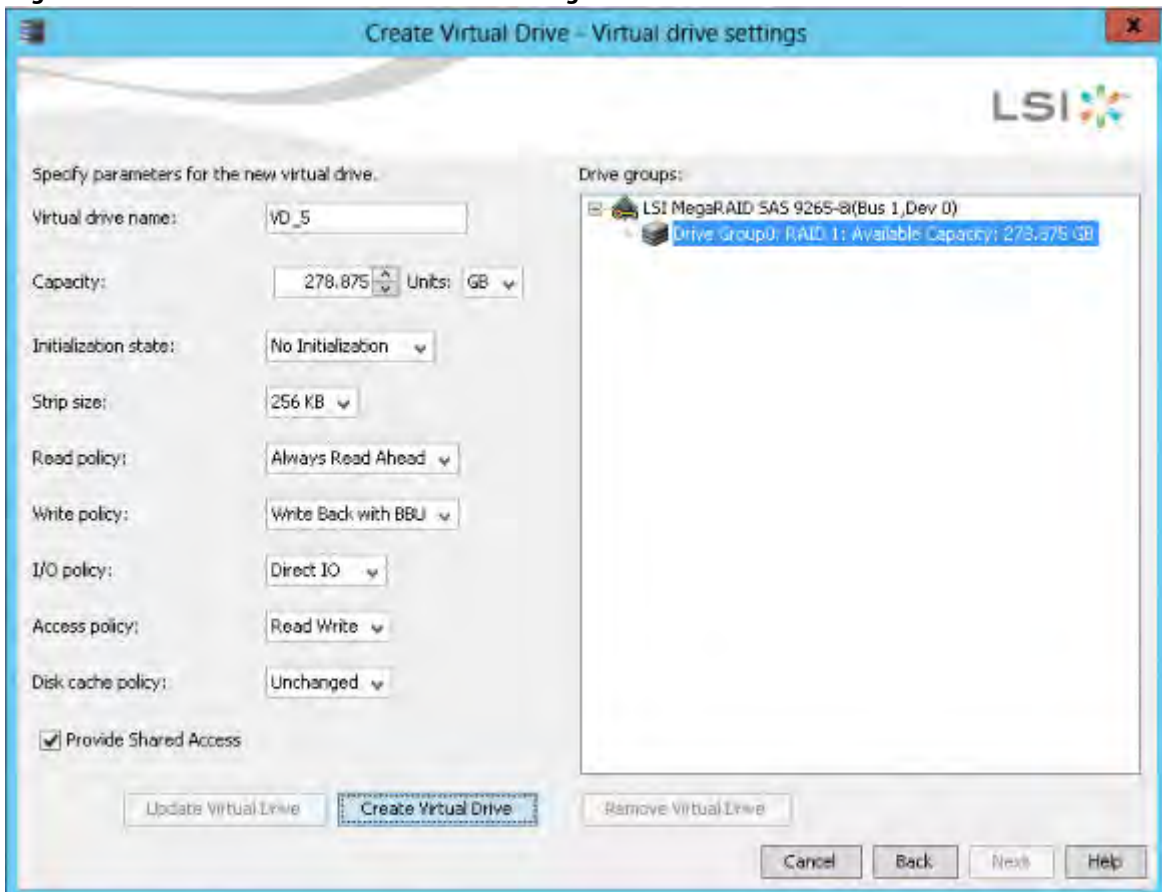 Create Virtual Drive - Virtual drive settings
LSI
Specify parameters for the new virtual drive.
Drive groups:
Virtual drive name: VD_5
LSI MegaRAID SAS 9265-8i(Bus 1,Dev 0)
Drive Group0: RAID 1: Available Capacity: 278.875 GB
Capacity: 278.875 Units: GB
Initialization state: No Initialization
Strip size: 256 KB
Read policy: Always Read Ahead
Write policy: Write Back with BBU
I/O policy: Direct IO
Access policy: Read Write
Disk cache policy: Unchanged
Provide Shared Access
Update Virtual Drive Create Virtual Drive Remove Virtual Drive
Cancel Back Next Help